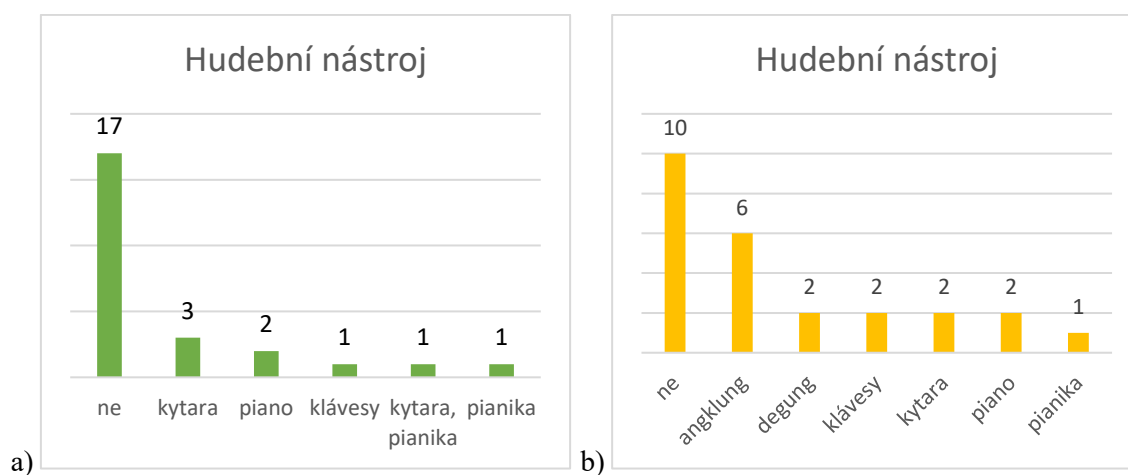 a)
Hudební nástroj
17
3
2
1
1
1
ne
kytara
piano
klávesy
kytara,
pianika
pianika
b)
Hudební nástroj
10
6
2
2
2
2
1
ne
angklung
degung
klávesy
kytara
piano
pianika